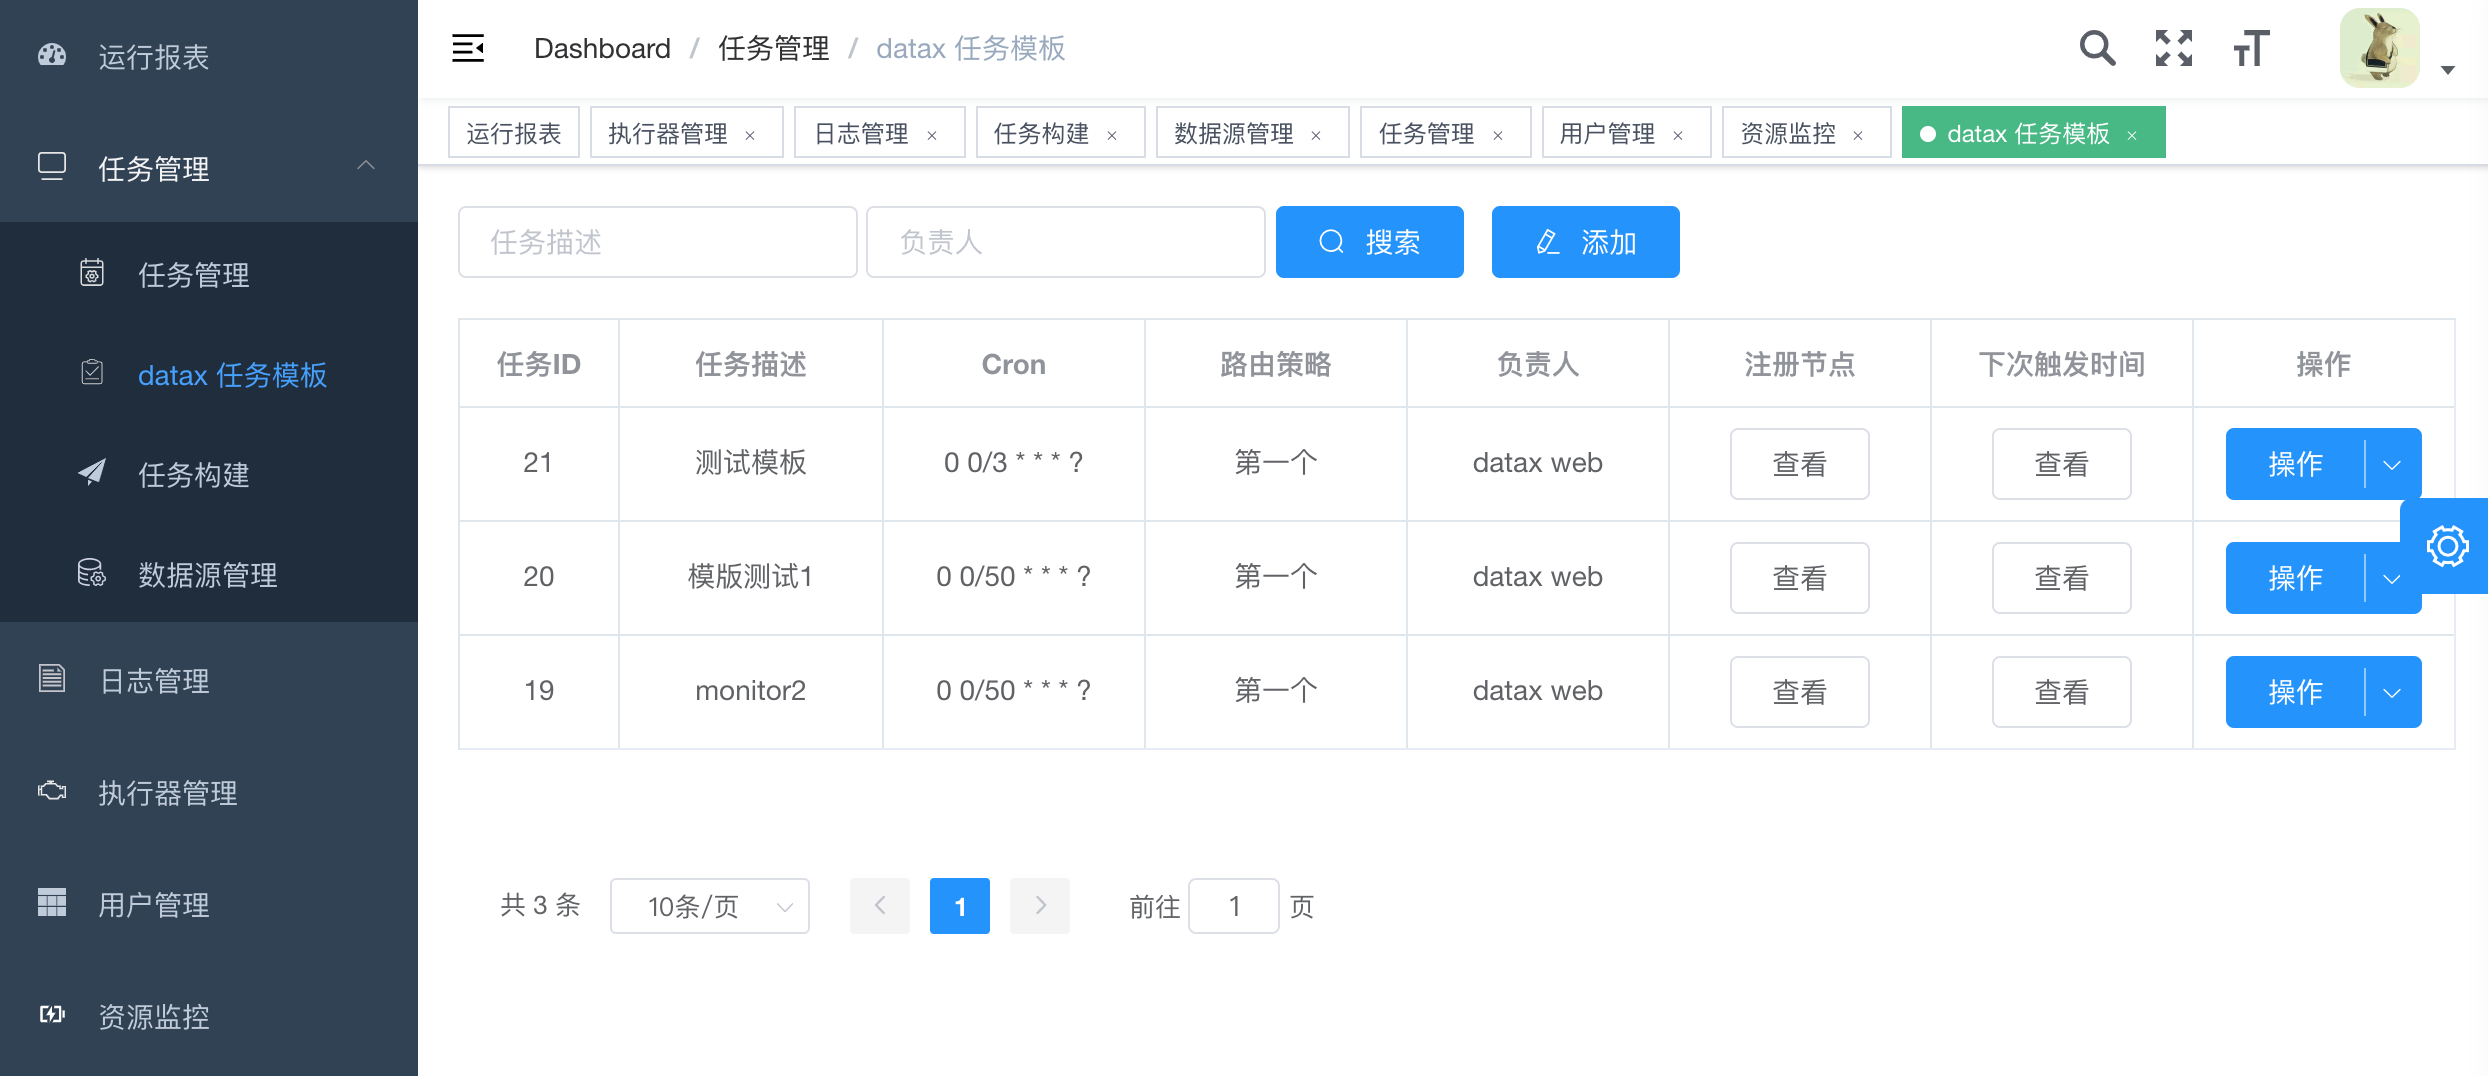 运行报表
任务管理
任务管理
datax 任务模板
任务构建
数据源管理
日志管理
执行器管理
用户管理
资源监控
Dashboard / 任务管理 / datax 任务模板
运行报表 执行器管理 × 日志管理 × 任务构建 × 数据源管理 × 任务管理 × 用户管理 × 资源监控 × datax 任务模板 ×
任务描述 负责人 搜索 添加
任务ID 任务描述 Cron 路由策略 负责人 注册节点 下次触发时间 操作
21 测试模板 0 0/3 * * * ? 第一个 datax web 查看 查看 操作
20 模版测试1 0 0/50 * * * ? 第一个 datax web 查看 查看 操作
19 monitor2 0 0/50 * * * ? 第一个 datax web 查看 查看 操作
共 3 条 10条/页 1 前往 1 页